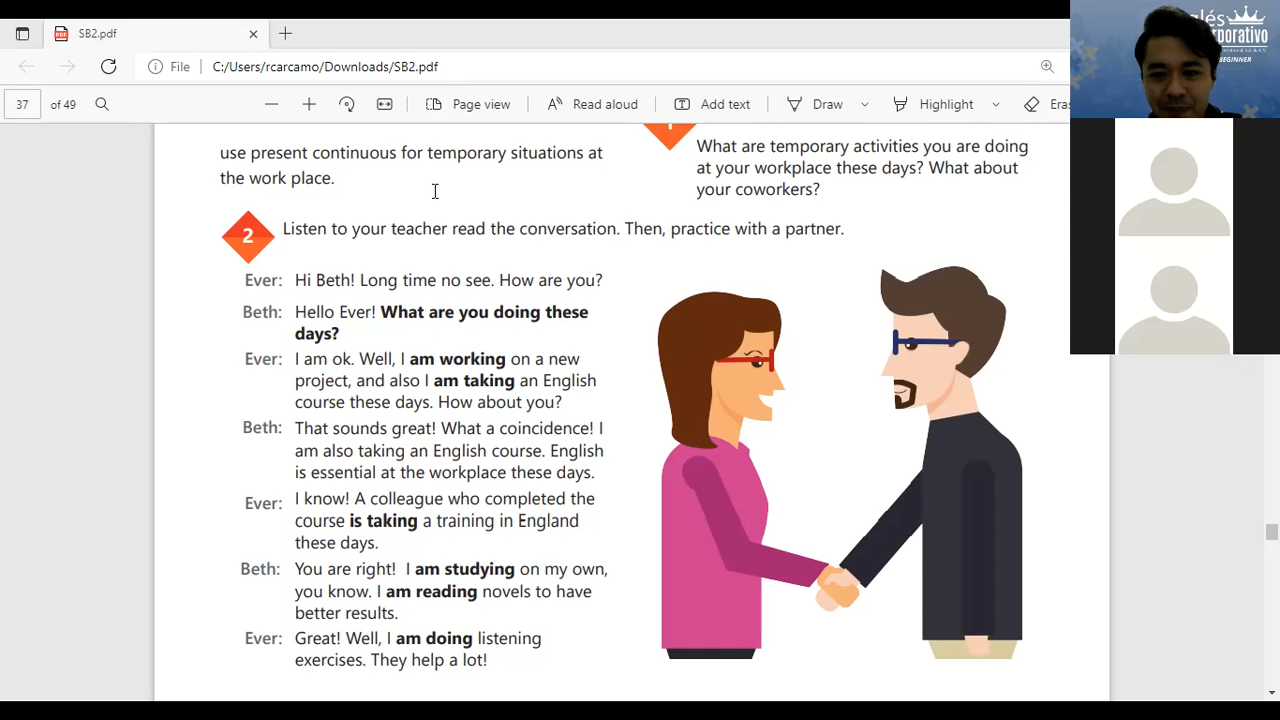 SB2.pdf
File C:/Users/rcarcamo/Downloads/SB2.pdf
37 of 49 Page view Read aloud Add text Draw Highlight
glés
orporativo
BEGINNER
use present continuous for temporary situations at
the work place.
What are temporary activities you are doing
at your workplace these days? What about
your coworkers?
2 Listen to your teacher read the conversation. Then, practice with a partner.
Ever: Hi Beth! Long time no see. How are you?
Beth: Hello Ever! What are you doing these
days?
Ever: I am ok. Well, I am working on a new
project, and also I am taking an English
course these days. How about you?
Beth: That sounds great! What a coincidence! I
am also taking an English course. English
is essential at the workplace these days.
Ever: I know! A colleague who completed the
course is taking a training in England
these days.
Beth: You are right! I am studying on my own,
you know. I am reading novels to have
better results.
Ever: Great! Well, I am doing listening
exercises. They help a lot!